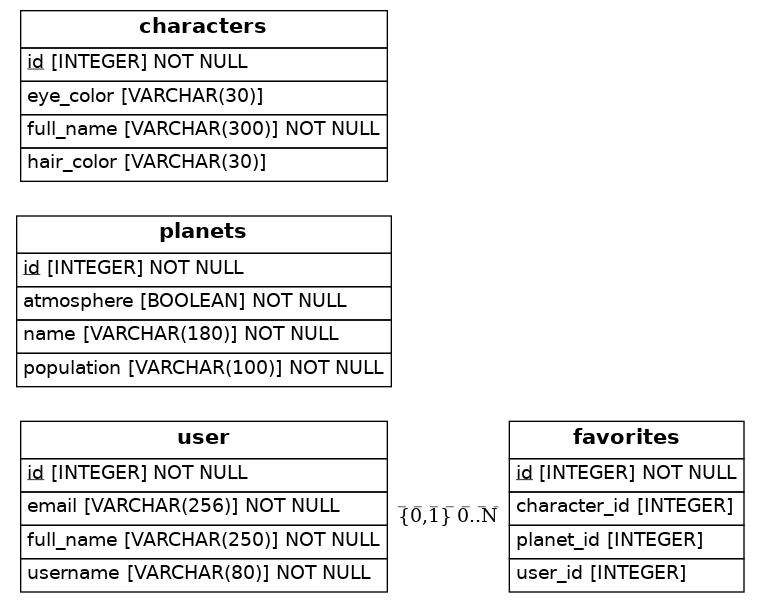 characters
id [INTEGER] NOT NULL
eye_color [VARCHAR(30)]
full_name [VARCHAR(300)] NOT NULL
hair_color [VARCHAR(30)]
planets
id [INTEGER] NOT NULL
atmosphere [BOOLEAN] NOT NULL
name [VARCHAR(180)] NOT NULL
population [VARCHAR(100)] NOT NULL
user
id [INTEGER] NOT NULL
email [VARCHAR(256)] NOT NULL
full_name [VARCHAR(250)] NOT NULL
username [VARCHAR(80)] NOT NULL
{0,1} 0..N
favorites
id [INTEGER] NOT NULL
character_id [INTEGER]
planet_id [INTEGER]
user_id [INTEGER]